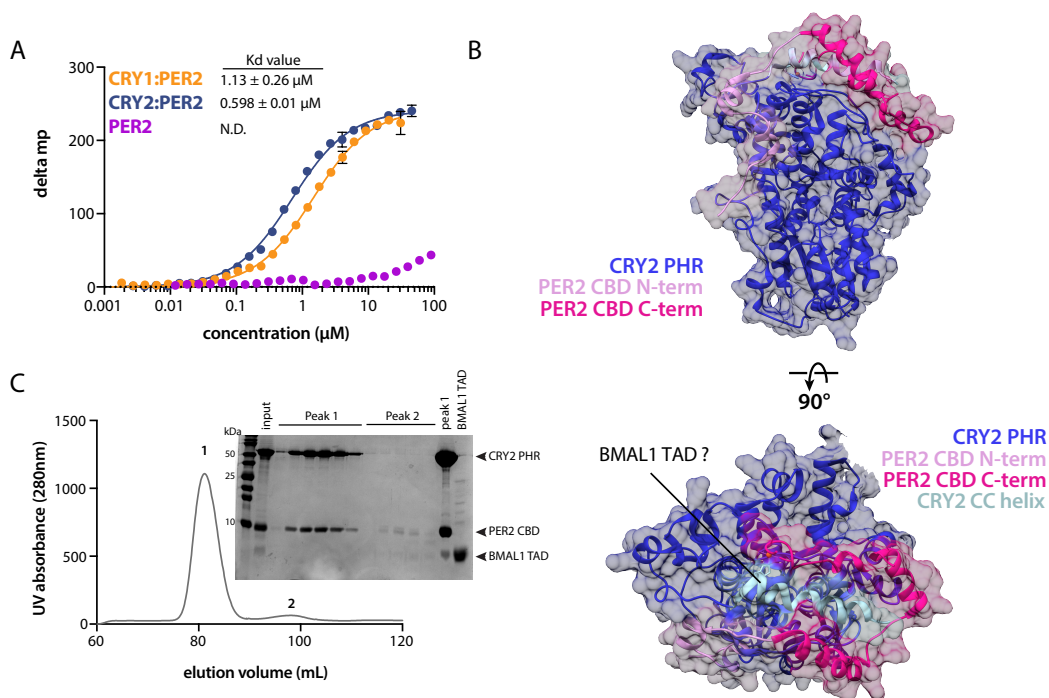 A
Kd value
CRY1:PER2 1.13 ± 0.26 µM
CRY2:PER2 0.598 ± 0.01 µM
PER2 N.D.
delta mp
300
200
100
0
0.001 0.01 0.1 1 10 100
concentration (µM)
B
CRY2 PHR
PER2 CBD N-term
PER2 CBD C-term
90°
BMAL1 TAD ?
CRY2 PHR
PER2 CBD N-term
PER2 CBD C-term
CRY2 CC helix
C
UV absorbance (280nm)
1500
1250
1000
750
500
250
0
60 80 100 120
elution volume (mL)
1
2
kDa
input
Peak 1
Peak 2
peak 1
BMAL1 TAD
50
25
10
CRY2 PHR
PER2 CBD
BMAL1 TAD